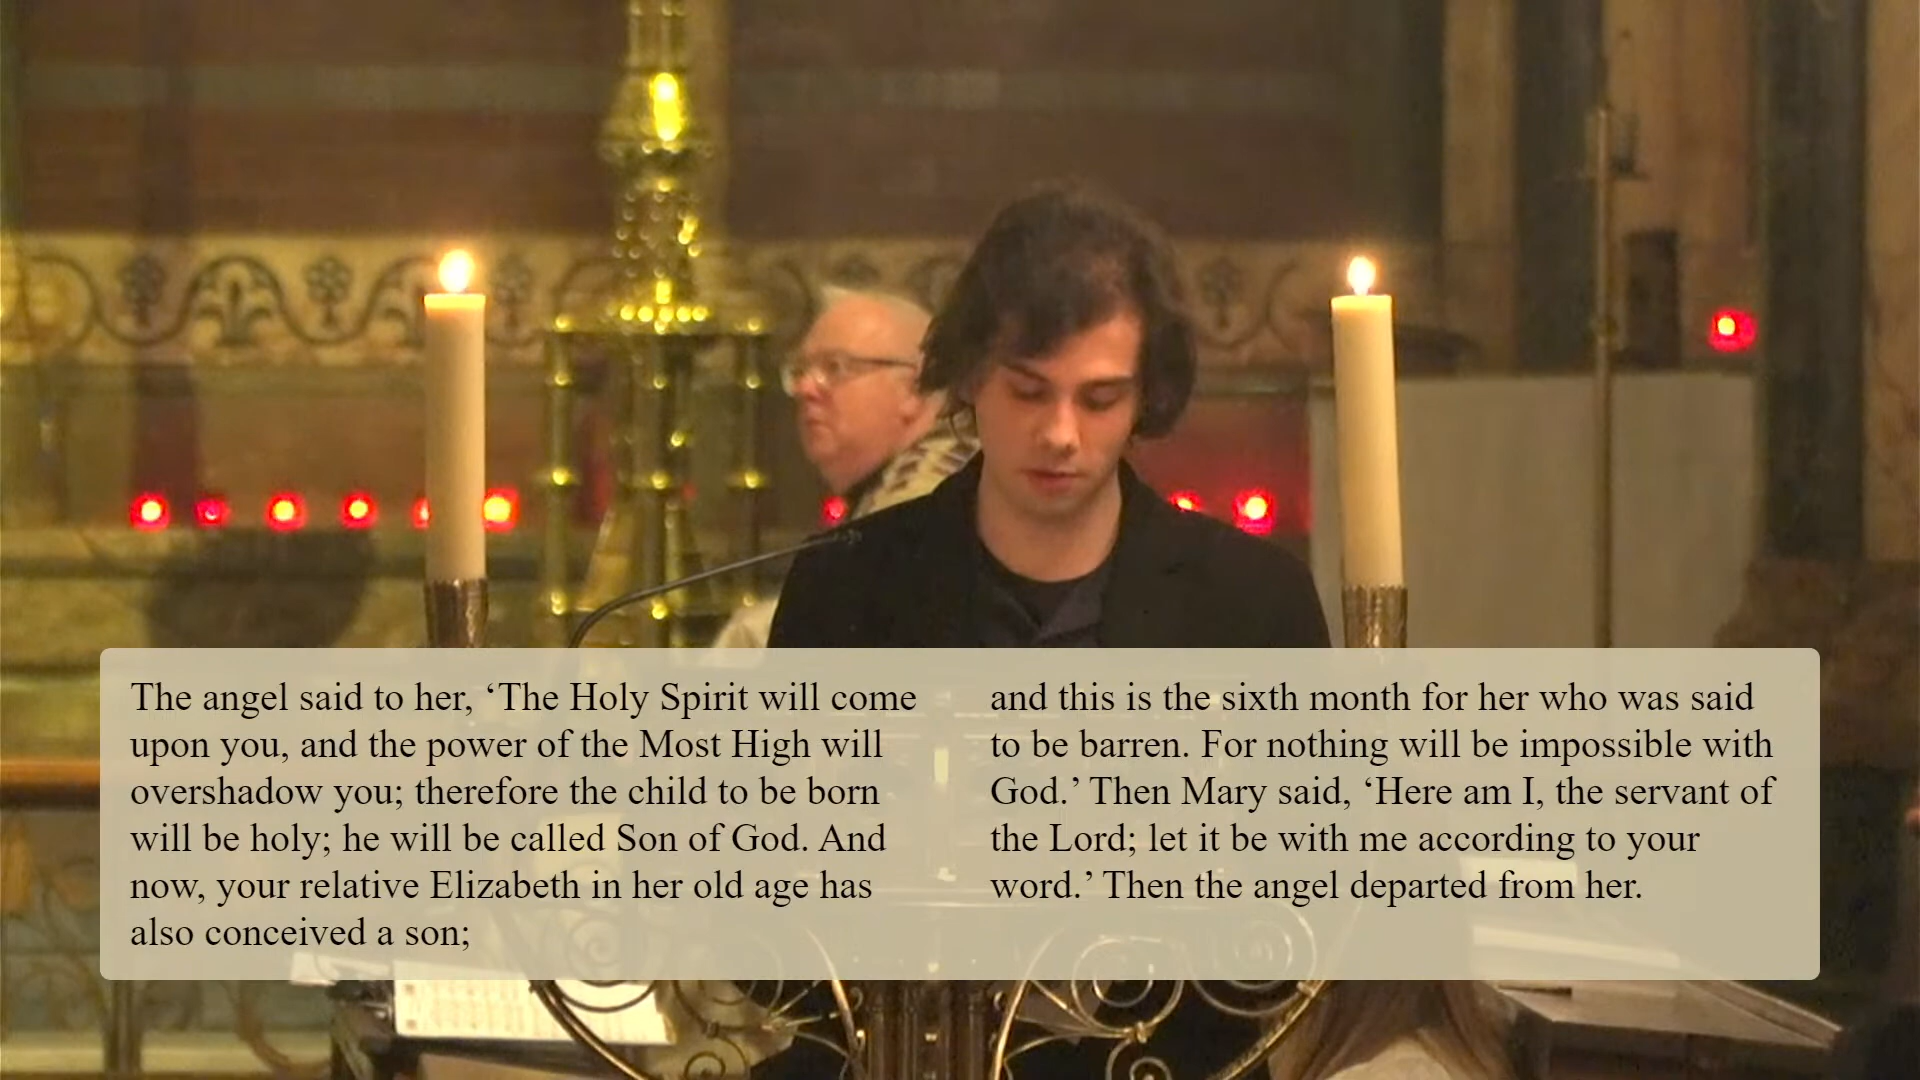 The angel said to her, ‘The Holy Spirit will come
upon you, and the power of the Most High will
overshadow you; therefore the child to be born
will be holy; he will be called Son of God. And
now, your relative Elizabeth in her old age has
also conceived a son;
and this is the sixth month for her who was said
to be barren. For nothing will be impossible with
God.’ Then Mary said, ‘Here am I, the servant of
the Lord; let it be with me according to your
word.’ Then the angel departed from her.